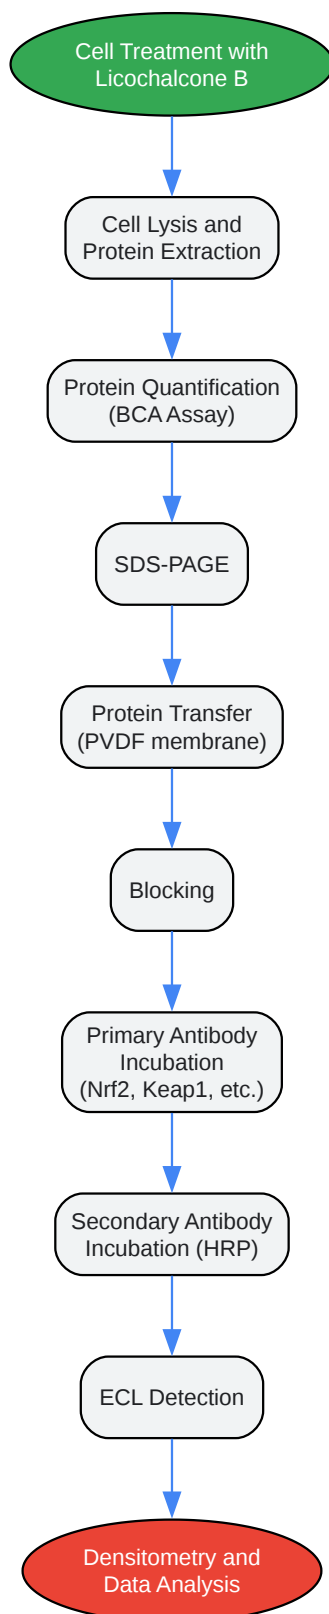 Cell Treatment with
Licochalcone B
Cell Lysis and
Protein Extraction
Protein Quantification
(BCA Assay)
SDS-PAGE
Protein Transfer
(PVDF membrane)
Blocking
Primary Antibody
Incubation
(Nrf2, Keap1, etc.)
Secondary Antibody
Incubation (HRP)
ECL Detection
Densitometry and
Data Analysis